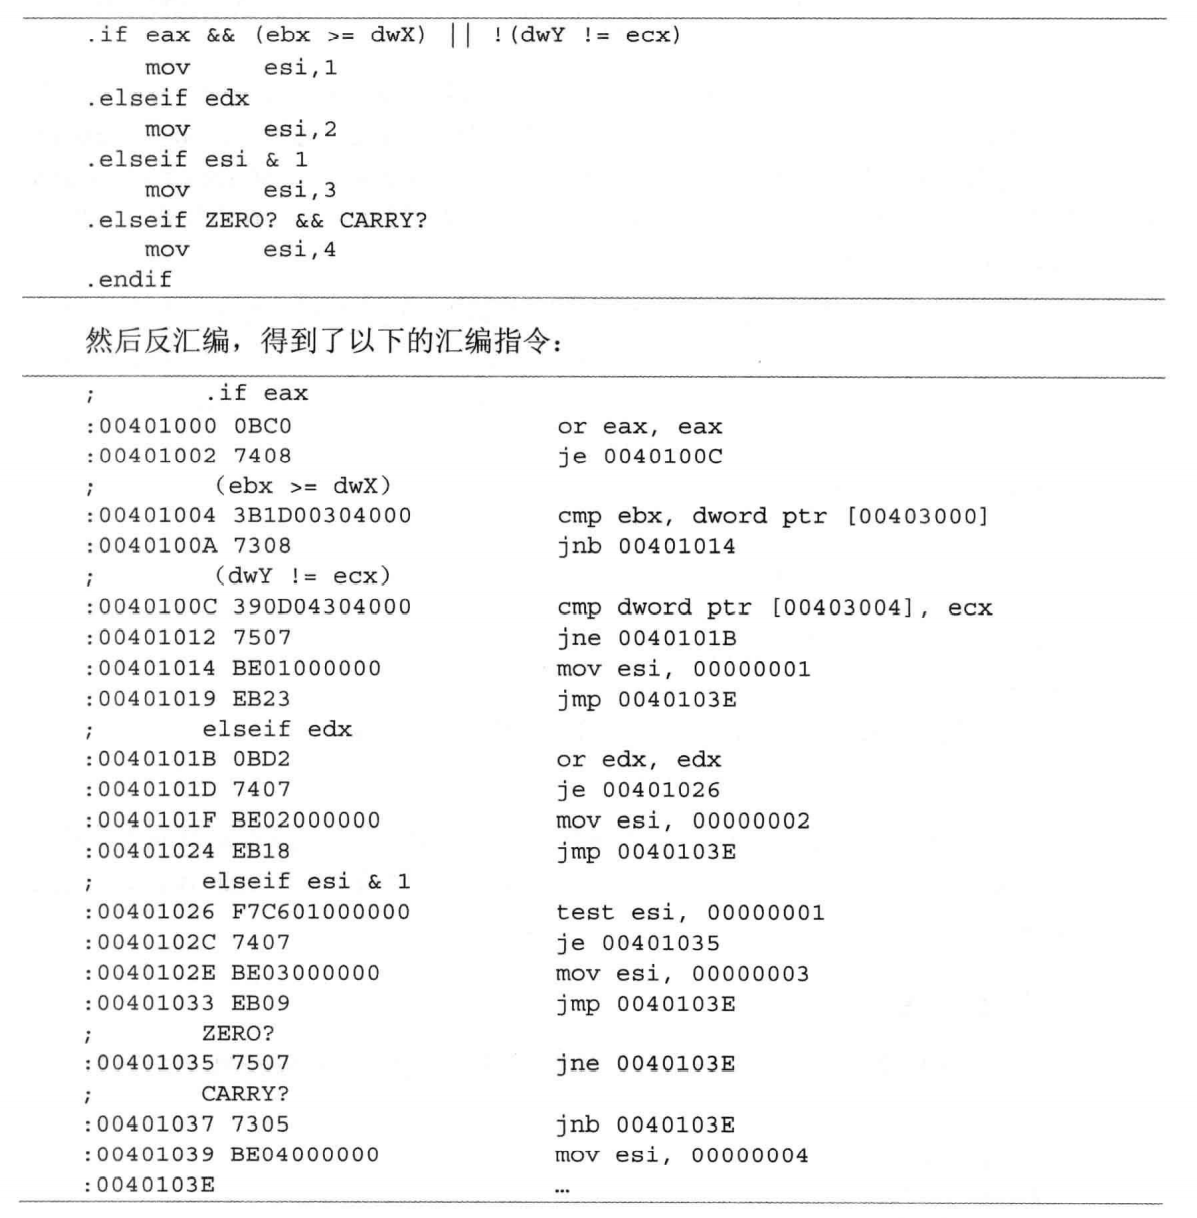 .if eax && (ebx >= dwX) || !(dwY != ecx)
mov esi,1
.elseif edx
mov esi,2
.elseif esi & 1
mov esi,3
.elseif ZERO? && CARRY?
mov esi,4
.endif
然后反汇编，得到了以下的汇编指令：
; .if eax
:00401000 0BC0 or eax, eax
:00401002 7408 je 0040100C
; (ebx >= dwX)
:00401004 3B1D00304000 cmp ebx, dword ptr [00403000]
:0040100A 7308 jnb 00401014
; (dwY != ecx)
:0040100C 390D04304000 cmp dword ptr [00403004], ecx
:00401012 7507 jne 0040101B
:00401014 BE01000000 mov esi, 00000001
:00401019 EB23 jmp 0040103E
; elseif edx
:0040101B 0BD2 or edx, edx
:0040101D 7407 je 00401026
:0040101F BE02000000 mov esi, 00000002
:00401024 EB18 jmp 0040103E
; elseif esi & 1
:00401026 F7C601000000 test esi, 00000001
:0040102C 7407 je 00401035
:0040102E BE03000000 mov esi, 00000003
:00401033 EB09 jmp 0040103E
; ZERO?
:00401035 7507 jne 0040103E
; CARRY?
:00401037 7305 jnb 0040103E
:00401039 BE04000000 mov esi, 00000004
:0040103E …